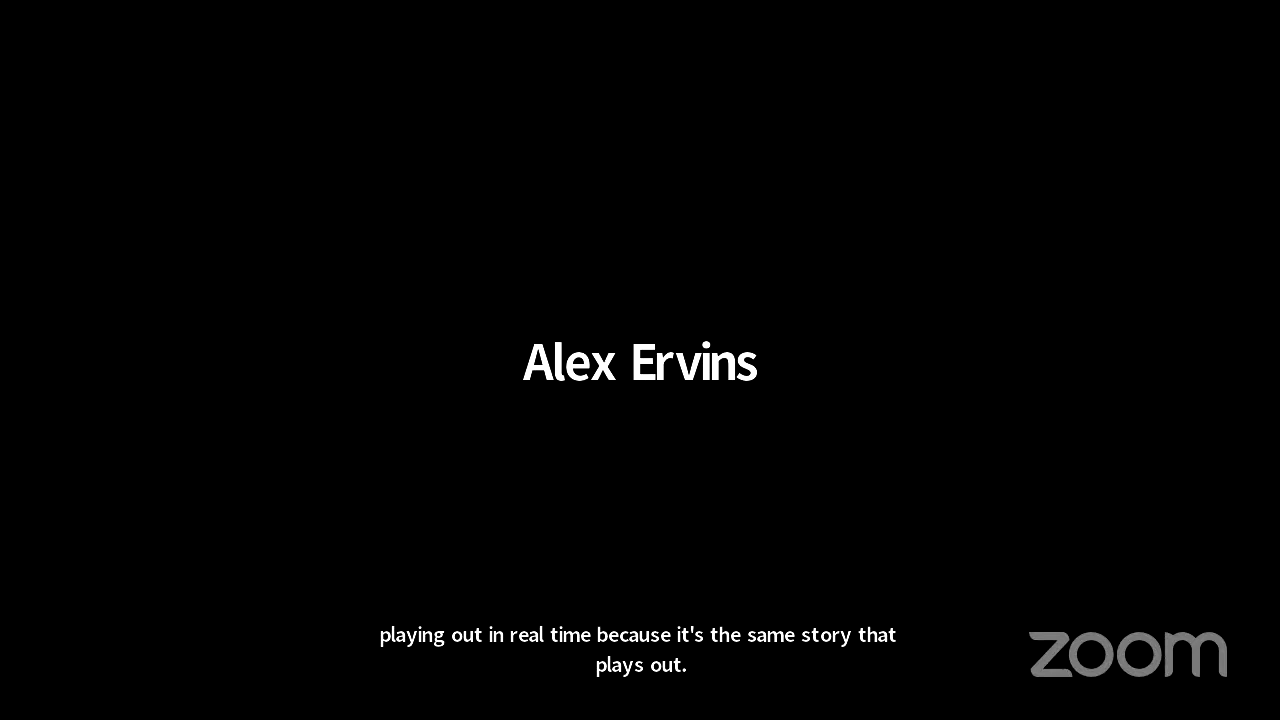 Alex Ervins
playing out in real time because it's the same story that
plays out.
zoom